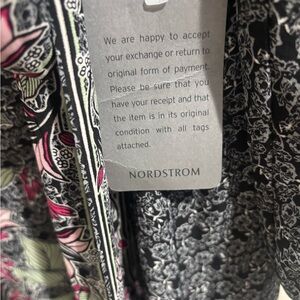 We are happy to accept
your exchange or return to
original form of payment.
Please be sure that you
have your receipt and that
the item is in its original
condition with all tags
attached.
NORDSTROM